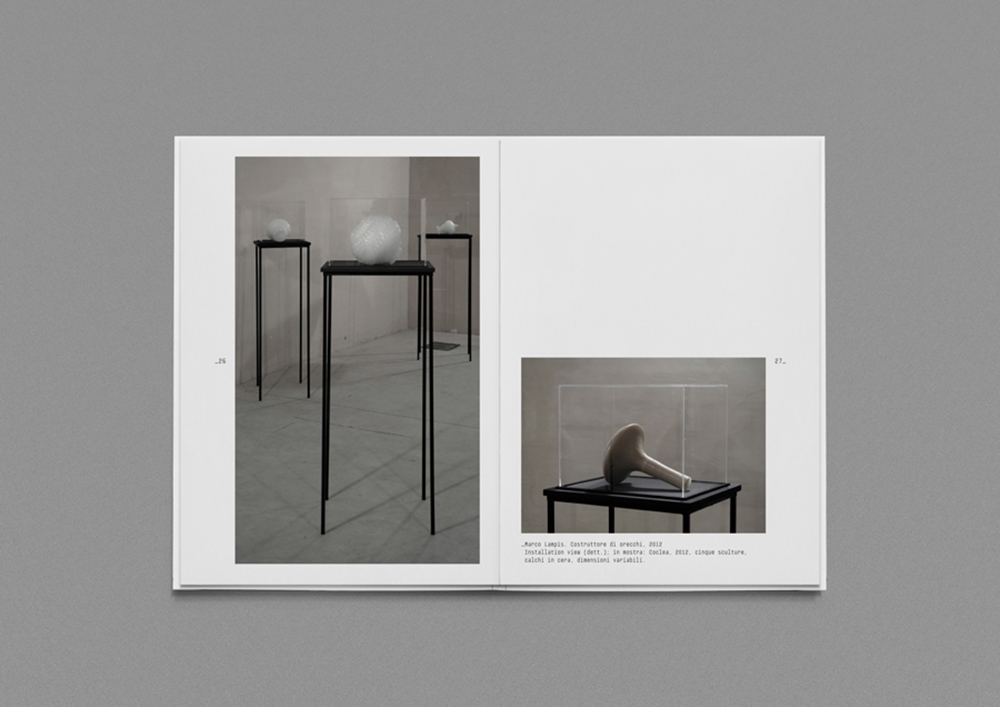 _26
27_
_Marco Lampis. Costruttore di orecchi, 2012
Installation view (dett.); in mostra: Coclea, 2012, cinque sculture,
calchi in cera, dimensioni variabili.